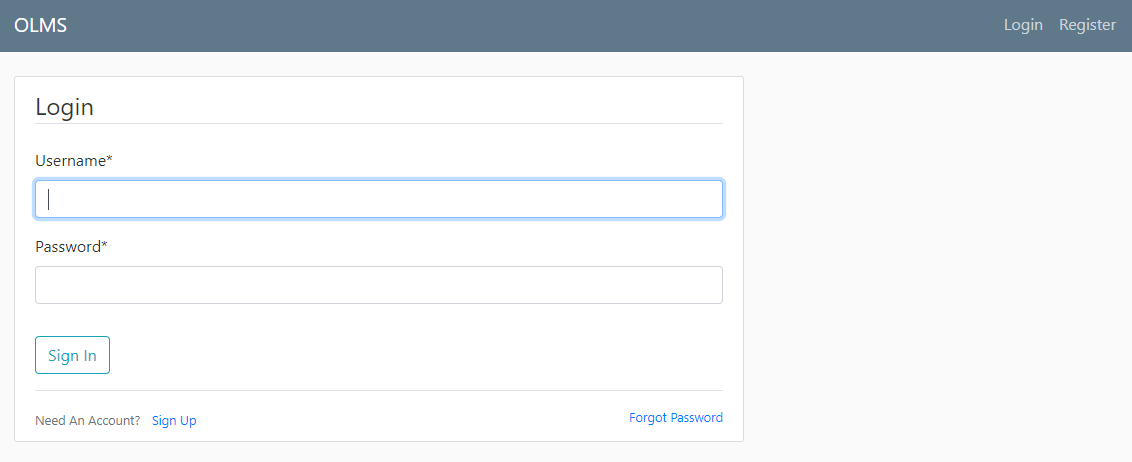 OLMS Login Register
Login
Username*
Password*
Sign In
Need An Account? Sign Up Forgot Password